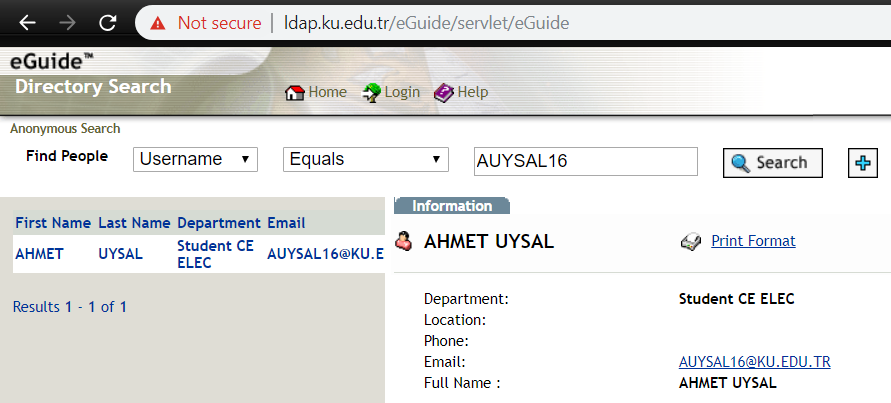 Not secure | ldap.ku.edu.tr/eGuide/servlet/eGuide
eGuide™
Directory Search
Home Login Help
Anonymous Search
Find People Username Equals AUYSAL16 Search
Information
First Name Last Name Department Email
AHMET UYSAL Student CE ELEC AUYSAL16@KU.E
Results 1 - 1 of 1
AHMET UYSAL Print Format
Department: Student CE ELEC
Location:
Phone:
Email: AUYSAL16@KU.EDU.TR
Full Name : AHMET UYSAL